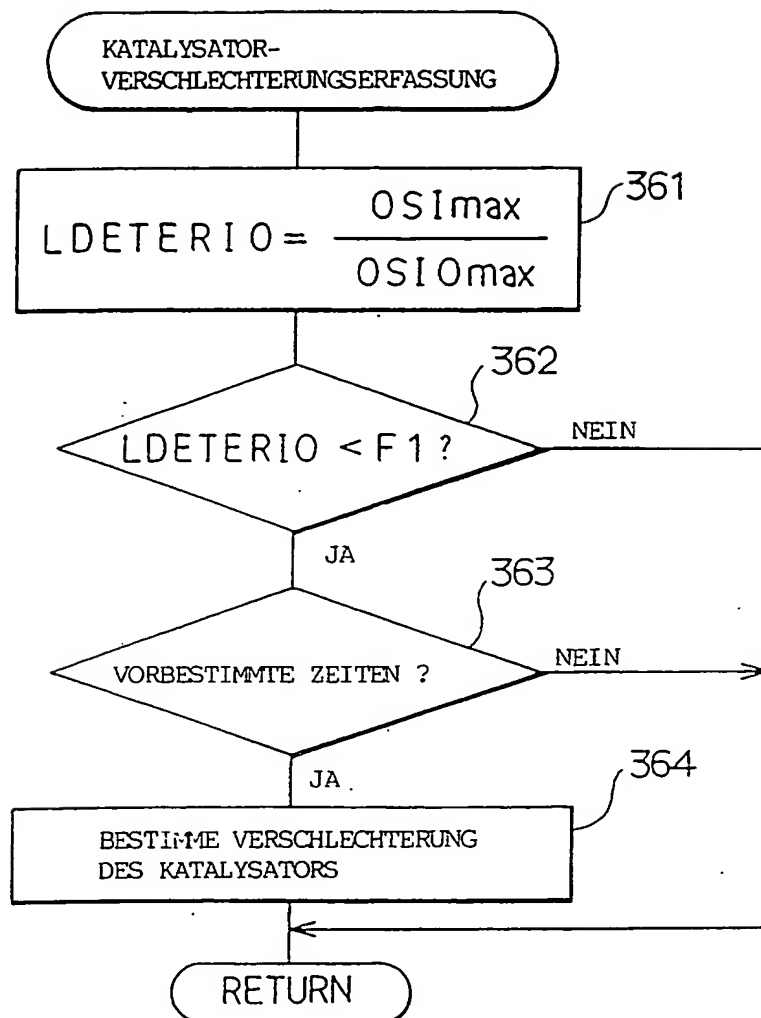 KATALYSATOR-
VERSCHLECHTERUNGSERFASSUNG
361
LDETERIO = OSImax / OSI0max
362
LDETERIO < F1 ?
NEIN
JA
363
VORBESTIMMTE ZEITEN ?
NEIN
JA
364
BESTIMME VERSCHLECHTERUNG
DES KATALYSATORS
RETURN